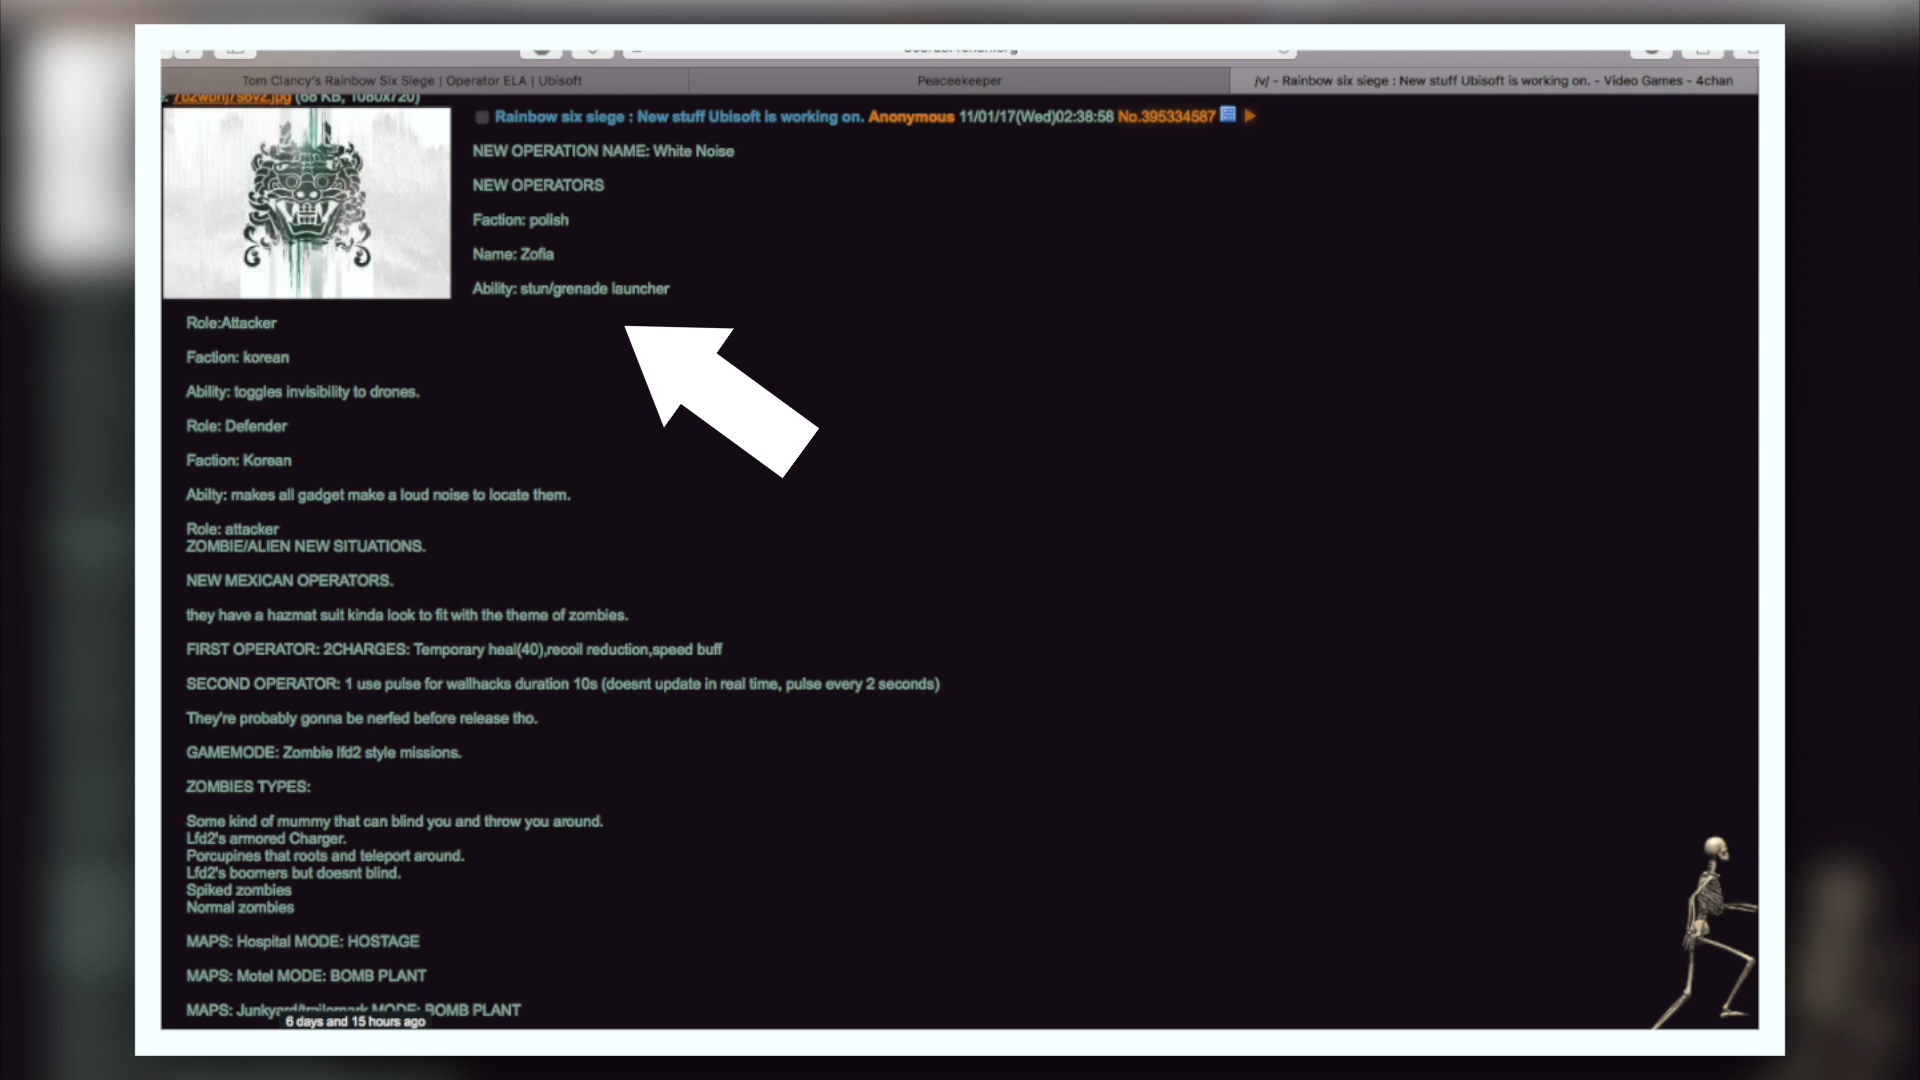 Tom Clancy's Rainbow Six Siege | Operator ELA | Ubisoft
Peaceekeeper
/v/ - Rainbow six siege : New stuff Ubisoft is working on. - Video Games - 4chan
(68 KB, 1080x720)
Rainbow six siege : New stuff Ubisoft is working on. Anonymous 11/01/17(Wed)02:38:58 No.395334587
NEW OPERATION NAME: White Noise
NEW OPERATORS
Faction: polish
Name: Zofia
Ability: stun/grenade launcher
Role:Attacker
Faction: korean
Ability: toggles invisibility to drones.
Role: Defender
Faction: Korean
Abilty: makes all gadget make a loud noise to locate them.
Role: attacker
ZOMBIE/ALIEN NEW SITUATIONS.
NEW MEXICAN OPERATORS.
they have a hazmat suit kinda look to fit with the theme of zombies.
FIRST OPERATOR: 2CHARGES: Temporary heal(40),recoil reduction,speed buff
SECOND OPERATOR: 1 use pulse for wallhacks duration 10s (doesnt update in real time, pulse every 2 seconds)
They're probably gonna be nerfed before release tho.
GAMEMODE: Zombie lfd2 style missions.
ZOMBIES TYPES:
Some kind of mummy that can blind you and throw you around.
Lfd2's armored Charger.
Porcupines that roots and teleport around.
Lfd2's boomers but doesnt blind.
Spiked zombies
Normal zombies
MAPS: Hospital MODE: HOSTAGE
MAPS: Motel MODE: BOMB PLANT
MAPS: Junkyard/trailerpark MODE: BOMB PLANT
6 days and 15 hours ago